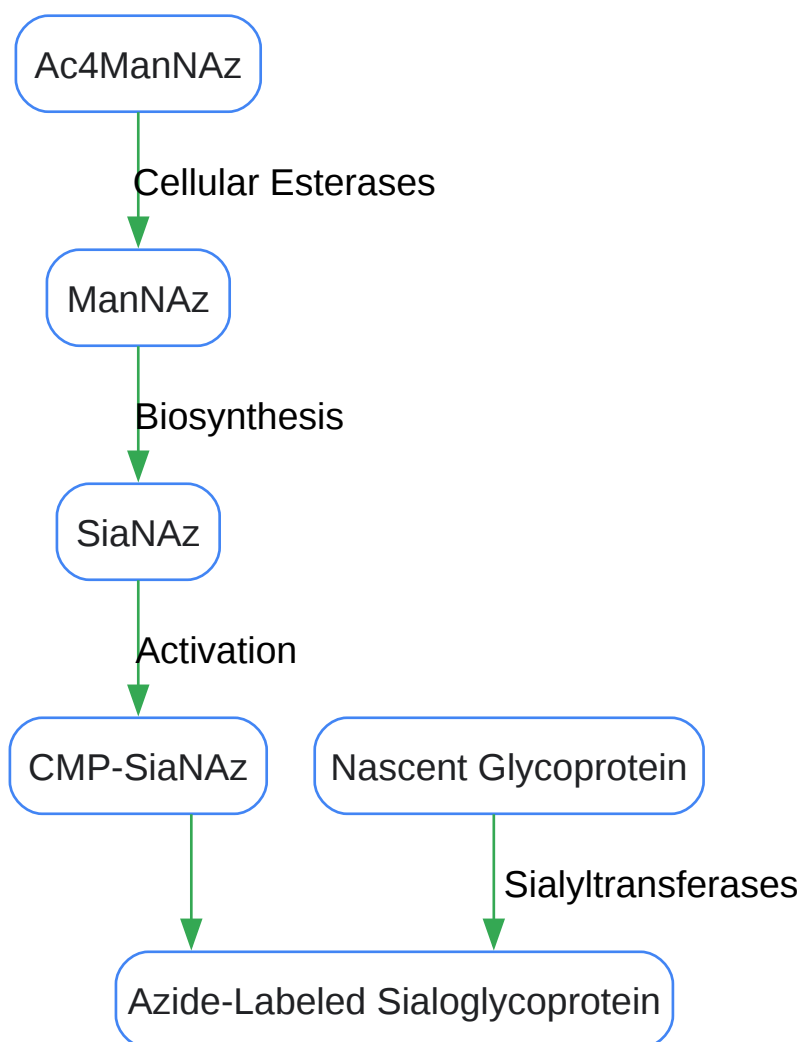 Ac4ManNAz
Cellular Esterases
ManNAz
Biosynthesis
SiaNAz
Activation
CMP-SiaNAz
Nascent Glycoprotein
Sialyltransferases
Azide-Labeled Sialoglycoprotein